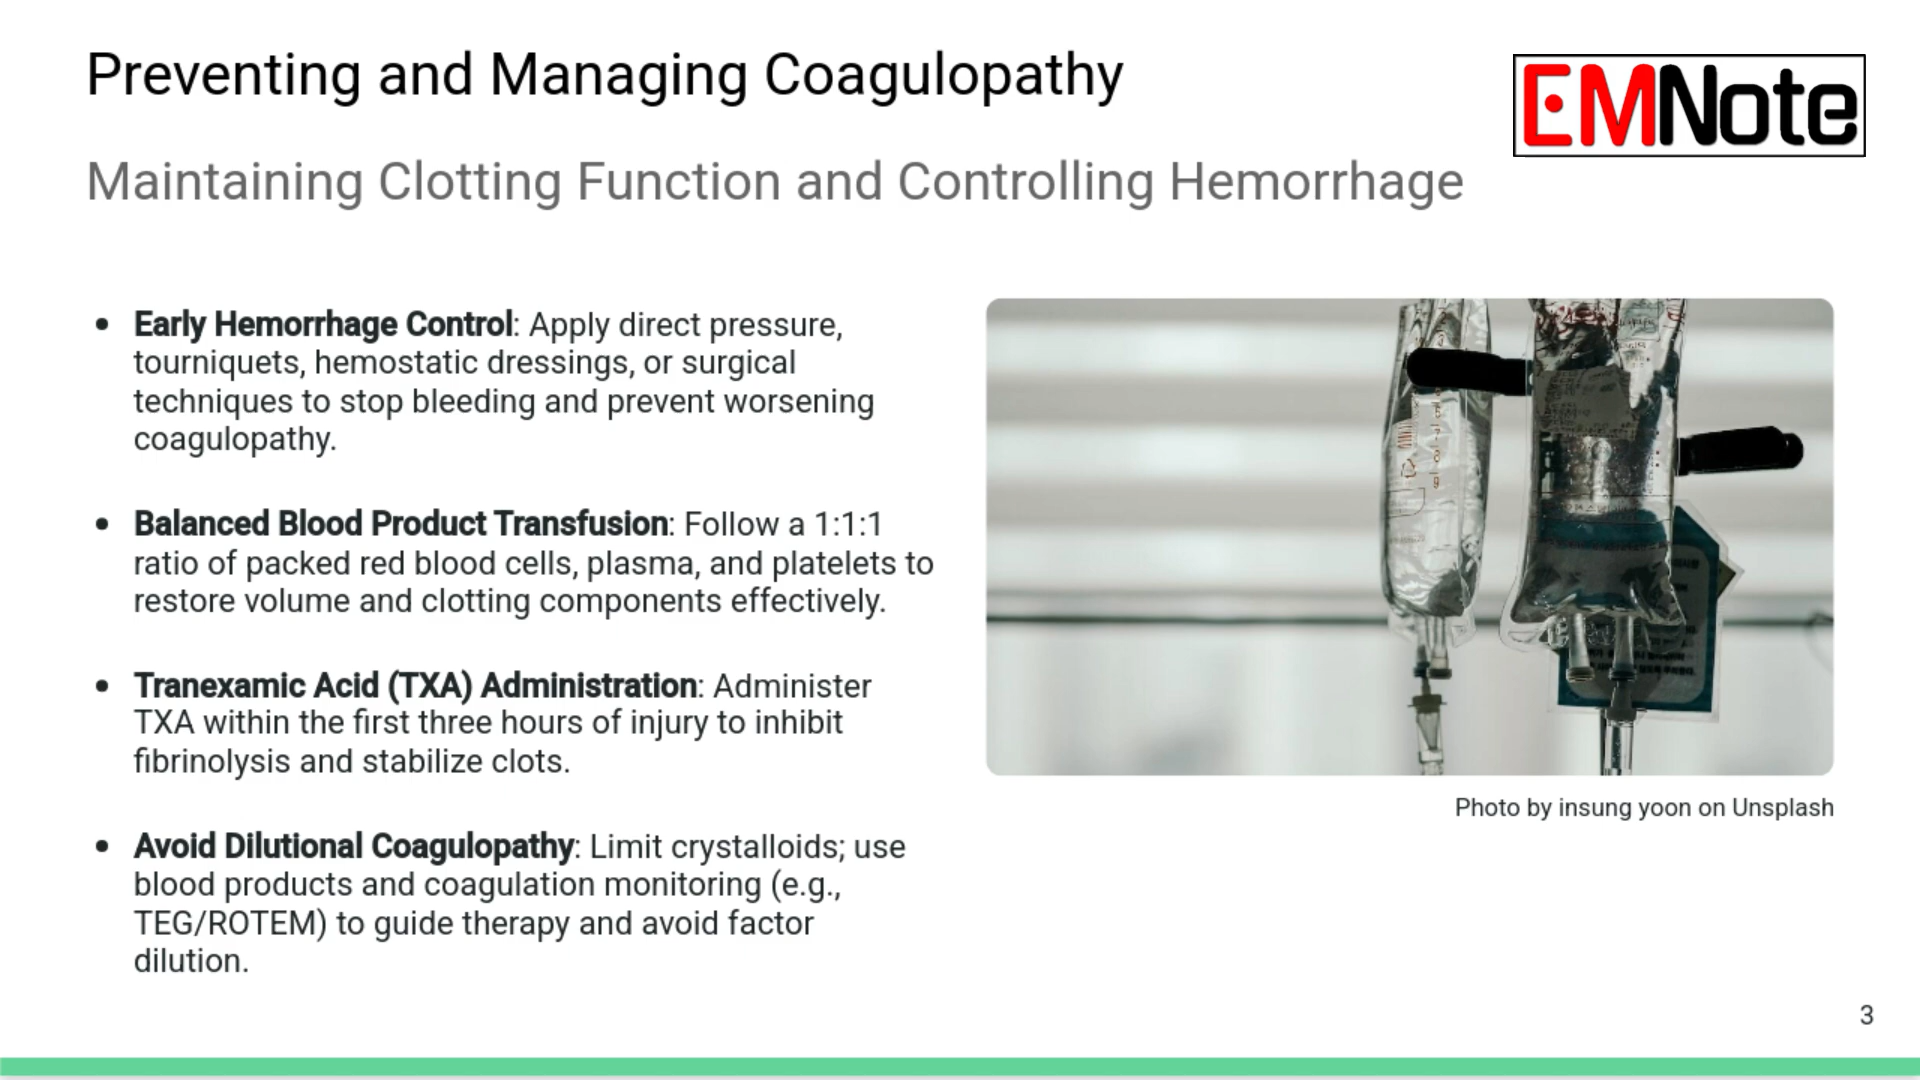 Preventing and Managing Coagulopathy
EMNote
Maintaining Clotting Function and Controlling Hemorrhage
• Early Hemorrhage Control: Apply direct pressure,
tourniquets, hemostatic dressings, or surgical
techniques to stop bleeding and prevent worsening
coagulopathy.
• Balanced Blood Product Transfusion: Follow a 1:1:1
ratio of packed red blood cells, plasma, and platelets to
restore volume and clotting components effectively.
• Tranexamic Acid (TXA) Administration: Administer
TXA within the first three hours of injury to inhibit
fibrinolysis and stabilize clots.
• Avoid Dilutional Coagulopathy: Limit crystalloids; use
blood products and coagulation monitoring (e.g.,
TEG/ROTEM) to guide therapy and avoid factor
dilution.
Photo by insung yoon on Unsplash
3